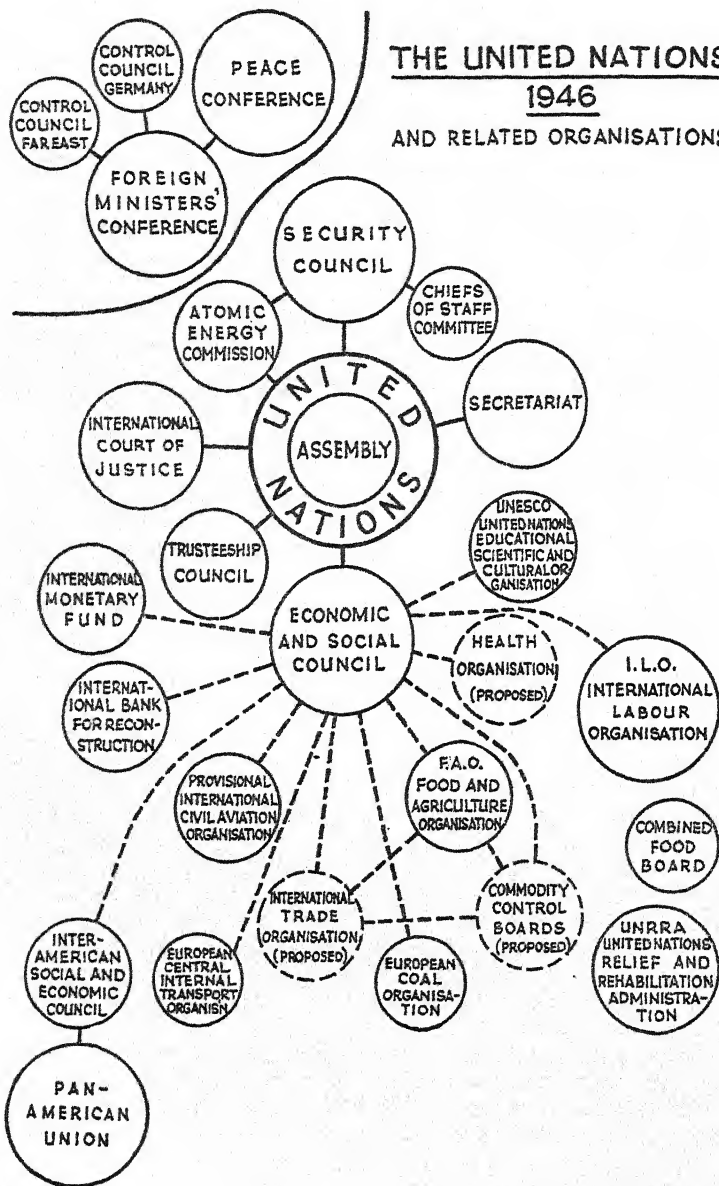 THE UNITED NATIONS
1946
AND RELATED ORGANISATIONS
CONTROL
COUNCIL
GERMANY
PEACE
CONFERENCE
CONTROL
COUNCIL
FAR EAST
FOREIGN
MINISTERS'
CONFERENCE
SECURITY
COUNCIL
CHIEFS
OF STAFF
COMMITTEE
ATOMIC
ENERGY
COMMISSION
UNITED
NATIONS
ASSEMBLY
SECRETARIAT
INTERNATIONAL
COURT OF
JUSTICE
TRUSTEESHIP
COUNCIL
UNESCO
UNITED NATIONS
EDUCATIONAL
SCIENTIFIC AND
CULTURAL OR
GANISATION
INTERNATIONAL
MONETARY
FUND
ECONOMIC
AND SOCIAL
COUNCIL
HEALTH
ORGANISATION
(PROPOSED)
I.L.O.
INTERNATIONAL
LABOUR
ORGANISATION
INTERNAT-
IONAL BANK
FOR RECON-
STRUCTION
PROVISIONAL
INTERNATIONAL
CIVIL AVIATION
ORGANISATION
F.A.O.
FOOD AND
AGRICULTURE
ORGANISATION
COMBINED
FOOD
BOARD
INTERNATIONAL
TRADE
ORGANISATION
(PROPOSED)
COMMODITY
CONTROL
BOARDS
(PROPOSED)
INTER-
AMERICAN
SOCIAL AND
ECONOMIC
COUNCIL
EUROPEAN
CENTRAL
INTERNAL
TRANSPORT
ORGANISN
EUROPEAN
COAL
ORGANISA-
TION
UNRRA
UNITED NATIONS
RELIEF AND
REHABILITATION
ADMINISTRA-
TION
PAN-
AMERICAN
UNION